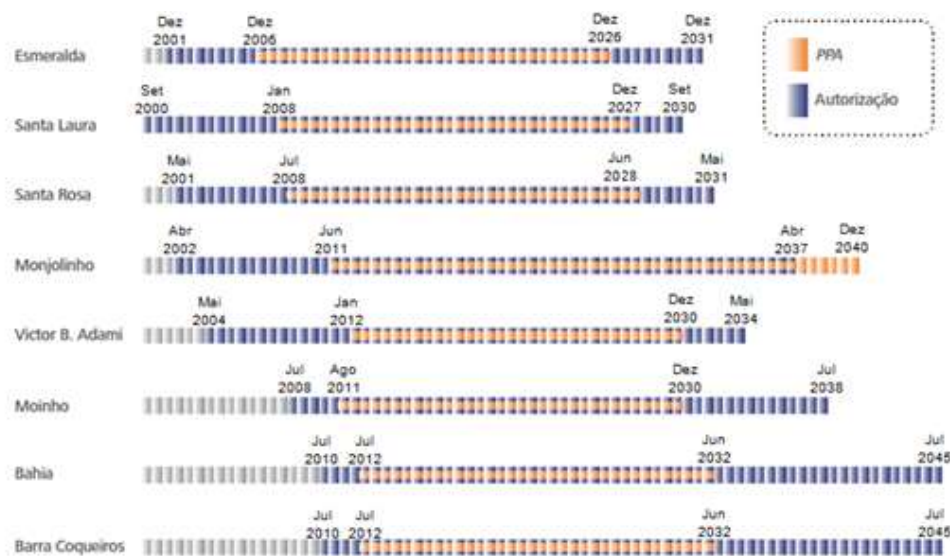 Dez Dez Dez Dez
2001 2006 2026 2031
Esmeralda
PPA
Autorização
Set Jan Dez Set
2000 2008 2027 2030
Santa Laura
Mai Jul Jun Mai
2001 2008 2028 2031
Santa Rosa
Abr Jun Abr Dez
2002 2011 2037 2040
Monjolinho
Mai Jan Dez Mai
2004 2012 2030 2034
Victor B. Adami
Jul Ago Dez Jul
2008 2011 2030 2038
Moinho
Jul Jul Jun Jul
2010 2012 2032 2045
Bahia
Jul Jul Jun Jul
2010 2012 2032 2045
Barra Coqueiros